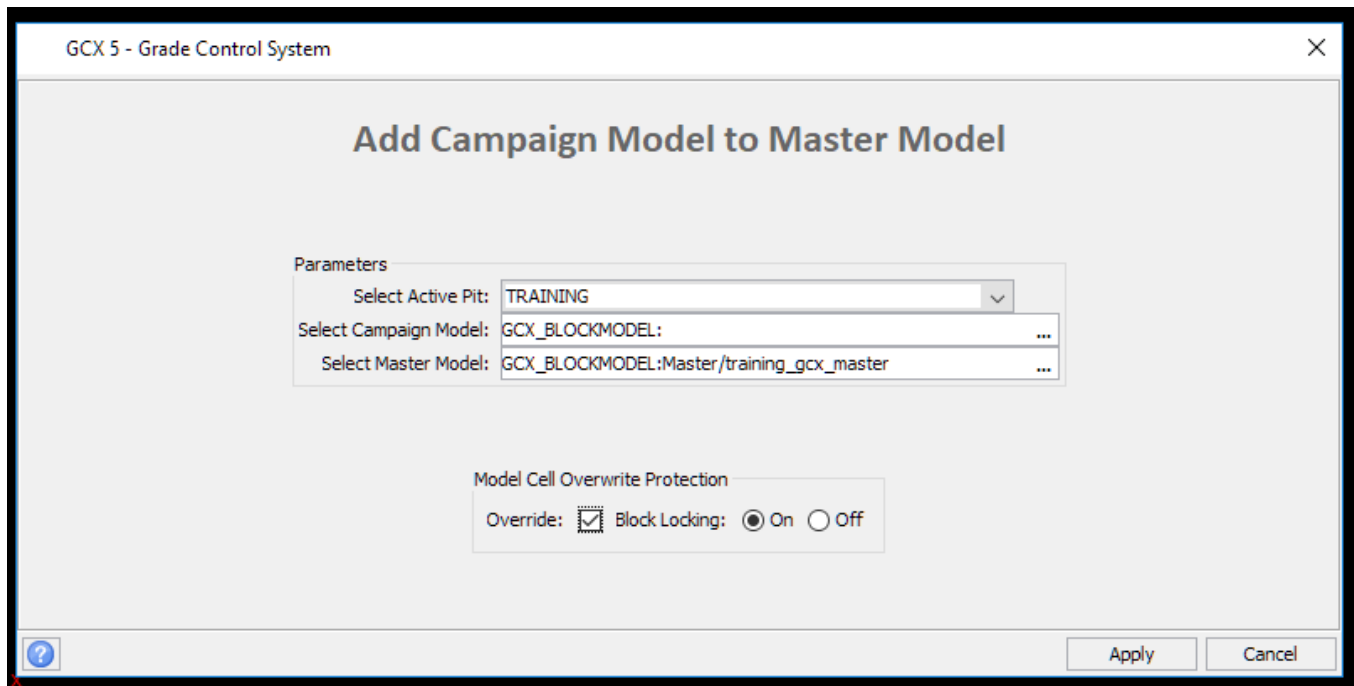 GCX 5 - Grade Control System
Add Campaign Model to Master Model
Parameters
Select Active Pit: TRAINING
Select Campaign Model: GCX_BLOCKMODEL: ...
Select Master Model: GCX_BLOCKMODEL:Master/training_gcx_master ...
Model Cell Overwrite Protection
Override: Block Locking: On Off
? Apply Cancel
X